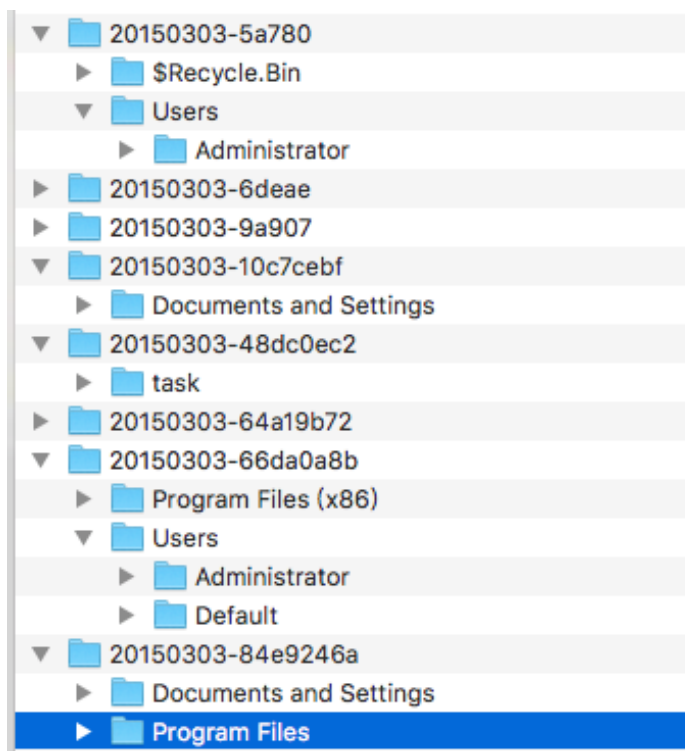 20150303-5a780
$Recycle.Bin
Users
Administrator
20150303-6deae
20150303-9a907
20150303-10c7cebf
Documents and Settings
20150303-48dc0ec2
task
20150303-64a19b72
20150303-66da0a8b
Program Files (x86)
Users
Administrator
Default
20150303-84e9246a
Documents and Settings
Program Files